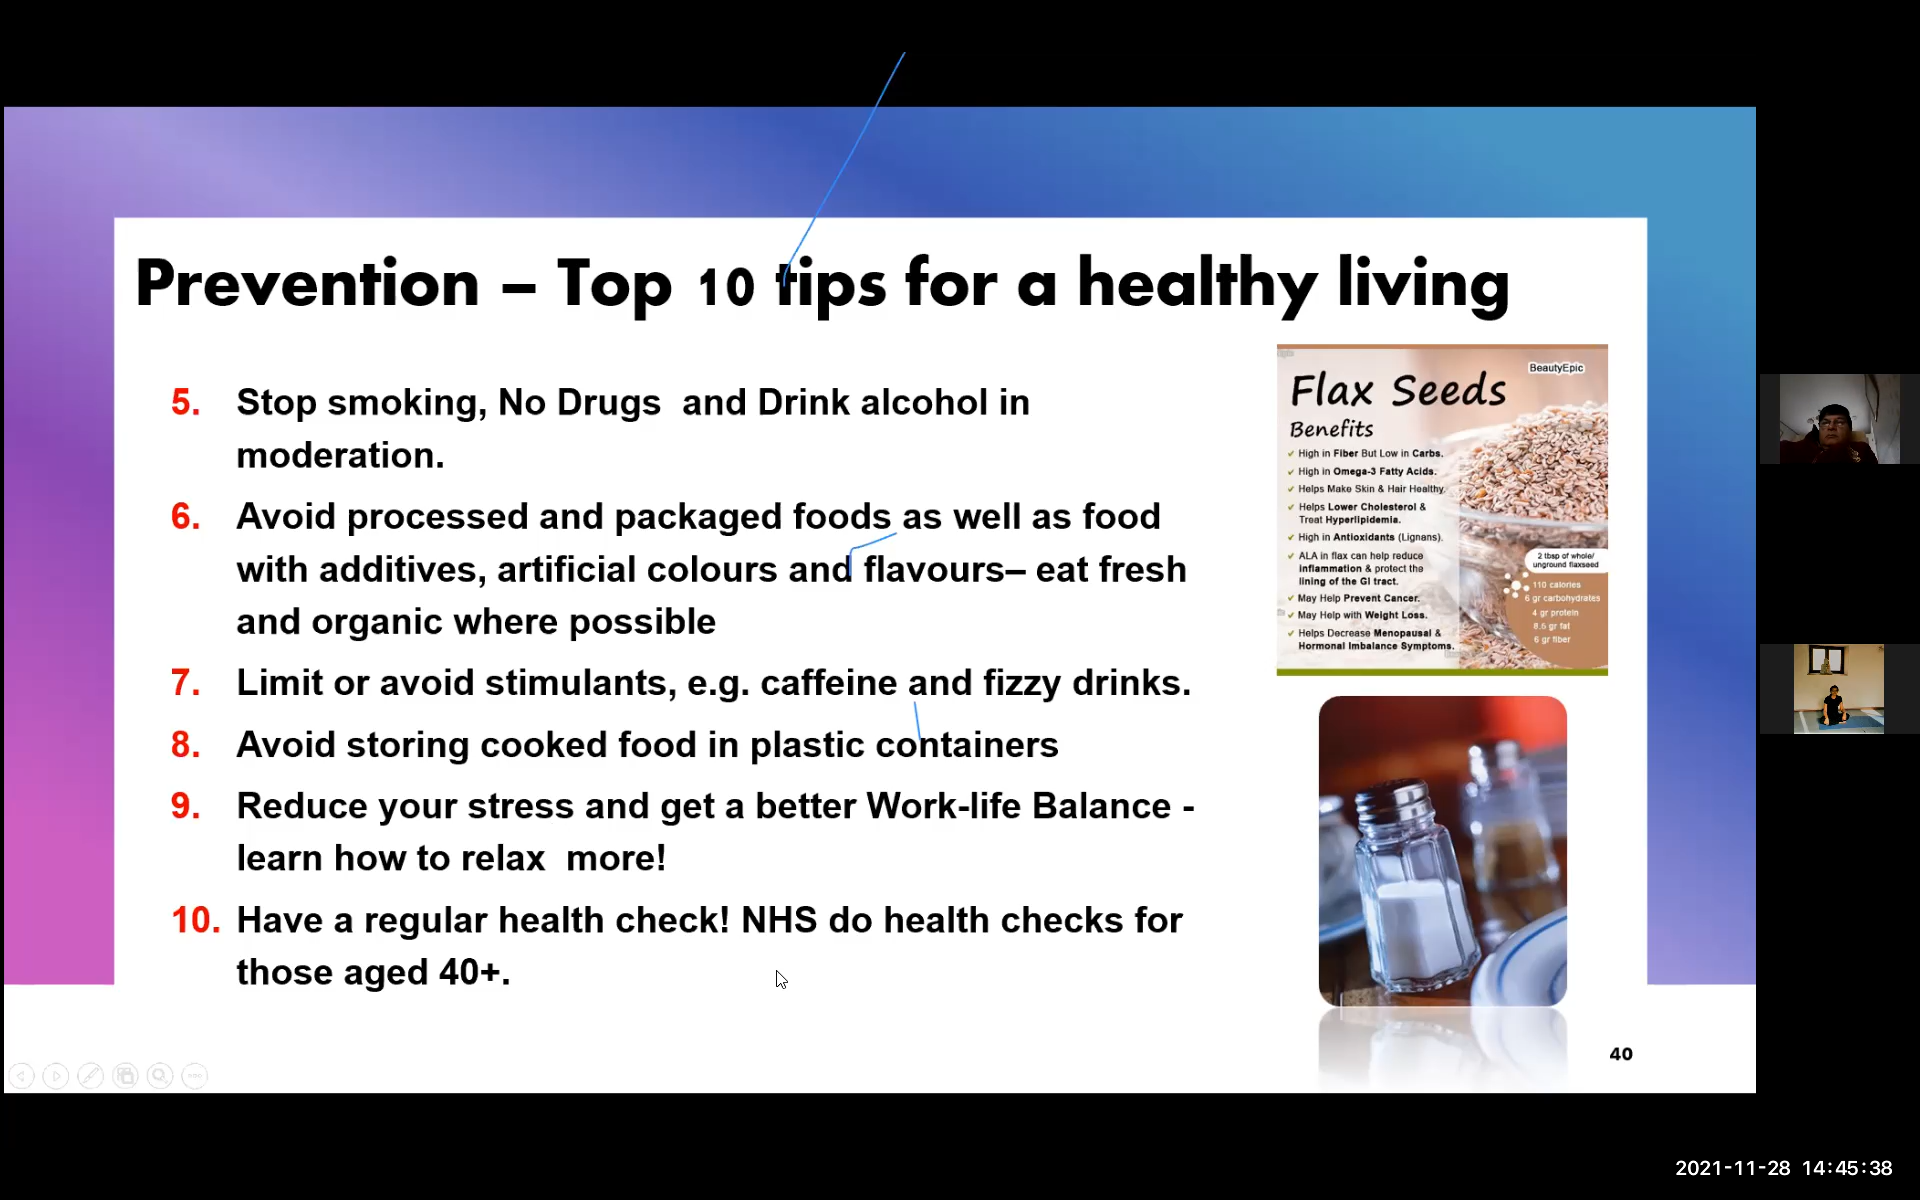 Prevention – Top 10 tips for a healthy living
5. Stop smoking, No Drugs and Drink alcohol in
moderation.
6. Avoid processed and packaged foods as well as food
with additives, artificial colours and flavours– eat fresh
and organic where possible
7. Limit or avoid stimulants, e.g. caffeine and fizzy drinks.
8. Avoid storing cooked food in plastic containers
9. Reduce your stress and get a better Work-life Balance -
learn how to relax more!
10. Have a regular health check! NHS do health checks for
those aged 40+.
BeautyEpic
Flax Seeds
Benefits
High in Fiber But Low in Carbs.
High in Omega-3 Fatty Acids.
Helps Make Skin & Hair Healthy.
Helps Lower Cholesterol &
Treat Hyperlipidemia.
High in Antioxidants (Lignans).
ALA in flax can help reduce
inflammation & protect the
lining of the GI tract.
May Help Prevent Cancer.
May Help with Weight Loss.
Helps Decrease Menopausal &
Hormonal Imbalance Symptoms.
2 tbsp of whole/
unground flaxseed
110 calories
6 gr carbohydrates
4 gr protein
8.5 gr fat
6 gr fiber
40
2021-11-28 14:45:38